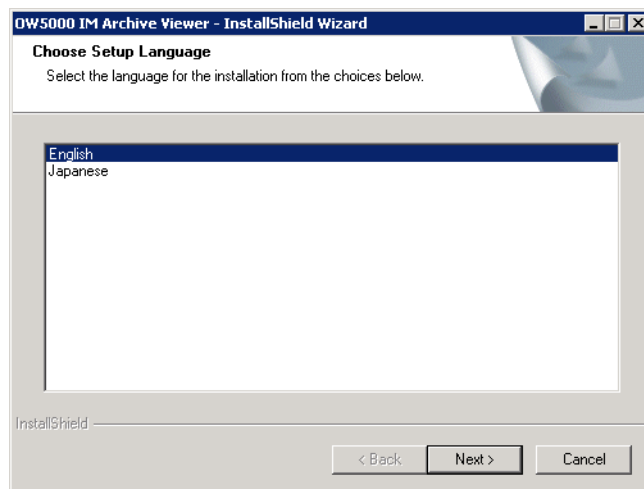 OW5000 IM Archive Viewer - InstallShield Wizard
Choose Setup Language
Select the language for the installation from the choices below.
English
Japanese
InstallShield
< Back
Next >
Cancel